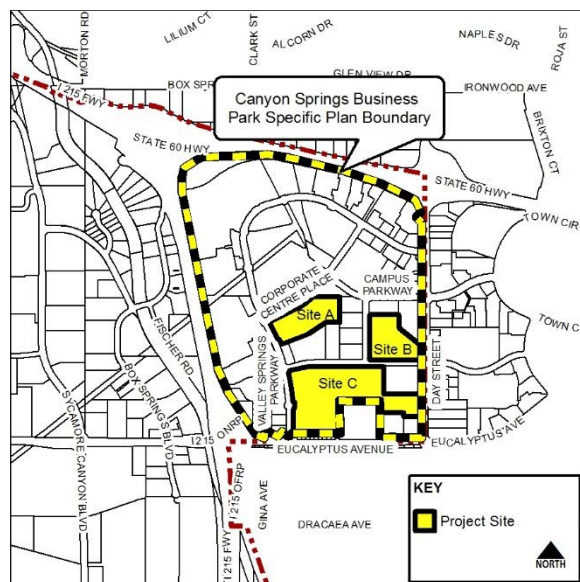 MORTON RD
LILIUM CT
CLARK ST
ALCORN DR
NAPLES DR
ROJA ST
I 215 FWY
BOX SPR
GLEN VIEW DR
IRONWOOD AVE
Canyon Springs Business
Park Specific Plan Boundary
BRIXTON CT
STATE 60 HWY
STATE 60 HWY
TOWN CIR
CORPORATE
CENTRE PLACE
CAMPUS
PARKWAY
Site A
Site B
TOWN C
FISCHER RD
VALLEY SPRINGS
PARKWAY
DAY STREET
Site C
BOX SPRINGS BLVD
SYCAMORE CANYON BLVD
I 215 ONRP
EUCALYPTUS AVENUE
EUCALYPTUS AVE
I 215 OFRP
GINA AVE
I 215 FWY
DRACAEA AVE
KEY
Project Site
NORTH